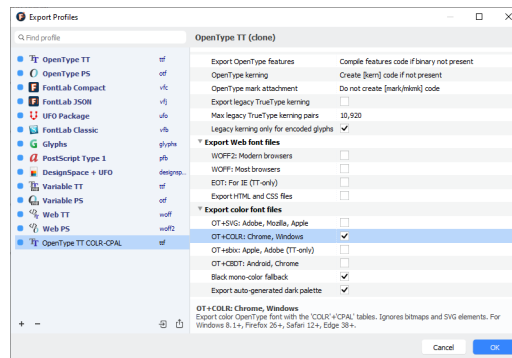 Export Profiles
Find profile
OpenType TT (clone)
OpenType TT ttf
OpenType PS otf
FontLab Compact vfc
FontLab JSON vfj
UFO Package ufo
FontLab Classic vfb
Glyphs glyphs
PostScript Type 1 pfb
DesignSpace + UFO designsp...
Variable TT ttf
Variable PS otf
Web TT woff
Web PS woff2
OpenType TT COLR-CPAL ttf
Export OpenType features Compile features code if binary not present
OpenType kerning Create [kern] code if not present
OpenType mark attachment Do not create [mark/mkmk] code
Export legacy TrueType kerning
Max legacy TrueType kerning pairs 10,920
Legacy kerning only for encoded glyphs
Export Web font files
WOFF2: Modern browsers
WOFF: Most browsers
EOT: For IE (TT-only)
Export HTML and CSS files
Export color font files
OT+SVG: Adobe, Mozilla, Apple
OT+COLR: Chrome, Windows
OT+sbix: Apple, Adobe (TT-only)
OT+CBDT: Android, Chrome
Black mono-color fallback
Export auto-generated dark palette
OT+COLR: Chrome, Windows
Export color OpenType font with the 'COLR'+'CPAL' tables. Ignores bitmaps and SVG elements. For
Windows 8.1+, Firefox 26+, Safari 12+, Edge 38+.
Cancel
OK